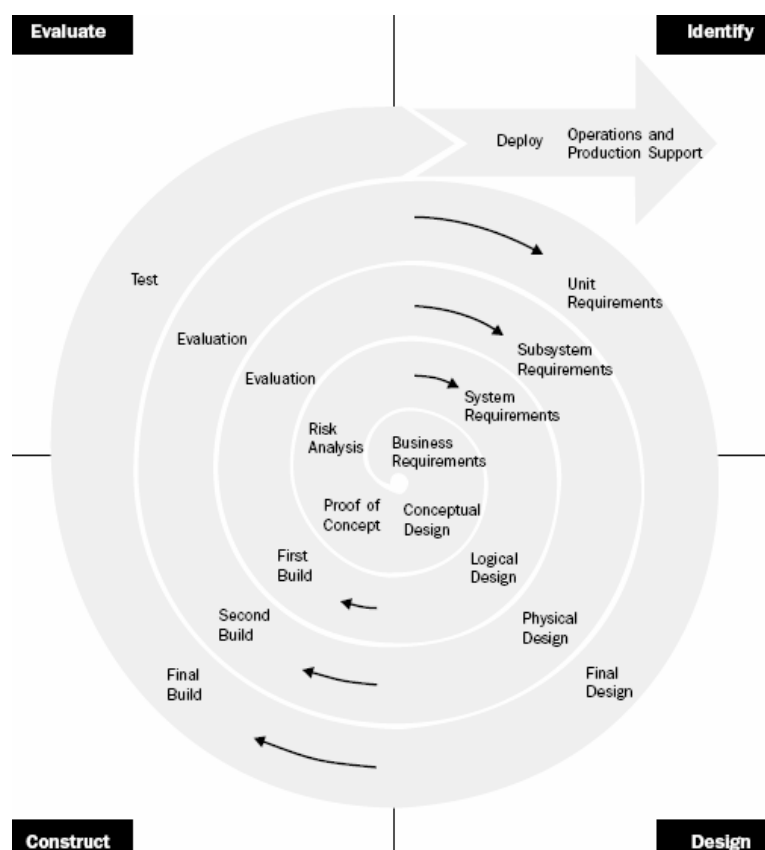 Evaluate
Identify
Deploy
Operations and
Production Support
Test
Unit
Requirements
Evaluation
Subsystem
Requirements
Evaluation
System
Requirements
Risk
Analysis
Business
Requirements
Proof of
Concept
Conceptual
Design
First
Build
Logical
Design
Second
Build
Physical
Design
Final
Build
Final
Design
Construct
Design